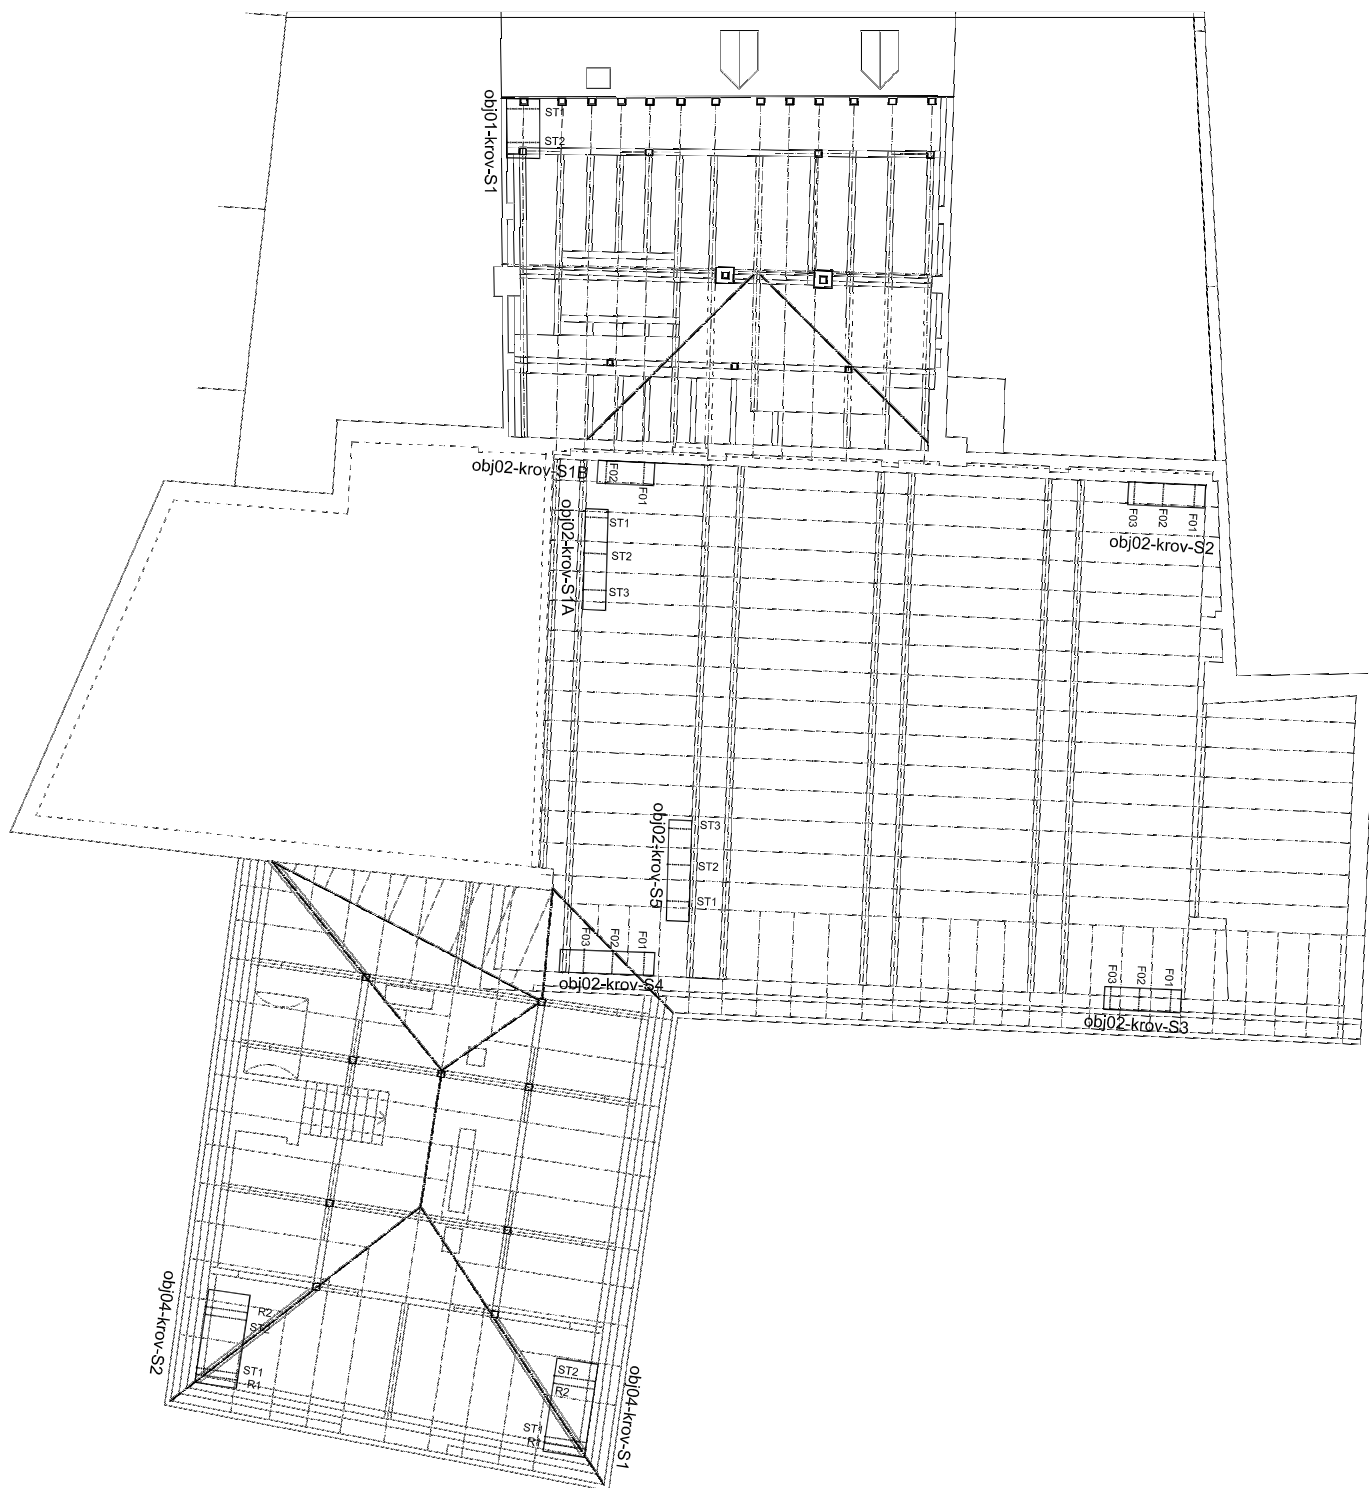 obj01-krov-S1
ST1
ST2
obj02-krov-S1B
F02
F01
obj02-krov-S1A
ST1
ST2
ST3
F03
F02
F01
obj02-krov-S2
obj02-krov-S5
ST3
ST2
ST1
F03
F02
F01
obj02-krov-S4
F03
F02
F01
obj02-krov-S3
obj04-krov-S2
R2
ST2
ST1
R1
obj04-krov-S1
ST2
R2
ST1
R1